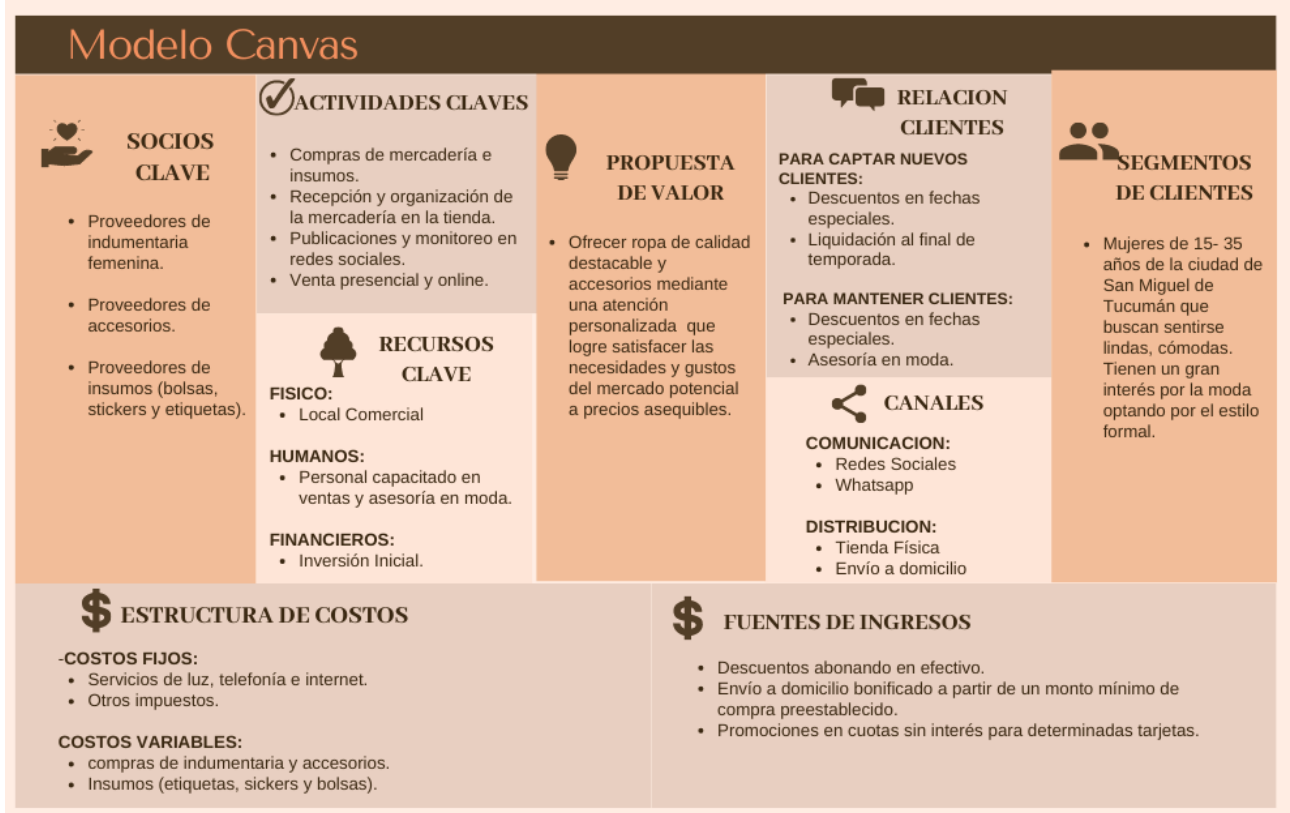 Modelo Canvas
SOCIOS
CLAVE
• Proveedores de
indumentaria
femenina.
• Proveedores de
accesorios.
• Proveedores de
insumos (bolsas,
stickers y etiquetas).
ACTIVIDADES CLAVES
• Compras de mercadería e
insumos.
• Recepción y organización de
la mercadería en la tienda.
• Publicaciones y monitoreo en
redes sociales.
• Venta presencial y online.
RECURSOS
CLAVE
FISICO:
• Local Comercial
HUMANOS:
• Personal capacitado en
ventas y asesoría en moda.
FINANCIEROS:
• Inversión Inicial.
PROPUESTA
DE VALOR
• Ofrecer ropa de calidad
destacable y
accesorios mediante
una atención
personalizada que
logre satisfacer las
necesidades y gustos
del mercado potencial
a precios asequibles.
RELACION
CLIENTES
PARA CAPTAR NUEVOS
CLIENTES:
• Descuentos en fechas
especiales.
• Liquidación al final de
temporada.
PARA MANTENER CLIENTES:
• Descuentos en fechas
especiales.
• Asesoría en moda.
CANALES
COMUNICACION:
• Redes Sociales
• Whatsapp
DISTRIBUCION:
• Tienda Física
• Envío a domicilio
SEGMENTOS
DE CLIENTES
• Mujeres de 15- 35
años de la ciudad de
San Miguel de
Tucumán que
buscan sentirse
lindas, cómodas.
Tienen un gran
interés por la moda
optando por el estilo
formal.
$ ESTRUCTURA DE COSTOS
-COSTOS FIJOS:
• Servicios de luz, telefonía e internet.
• Otros impuestos.
COSTOS VARIABLES:
• compras de indumentaria y accesorios.
• Insumos (etiquetas, sickers y bolsas).
$ FUENTES DE INGRESOS
• Descuentos abonando en efectivo.
• Envío a domicilio bonificado a partir de un monto mínimo de
compra preestablecido.
• Promociones en cuotas sin interés para determinadas tarjetas.